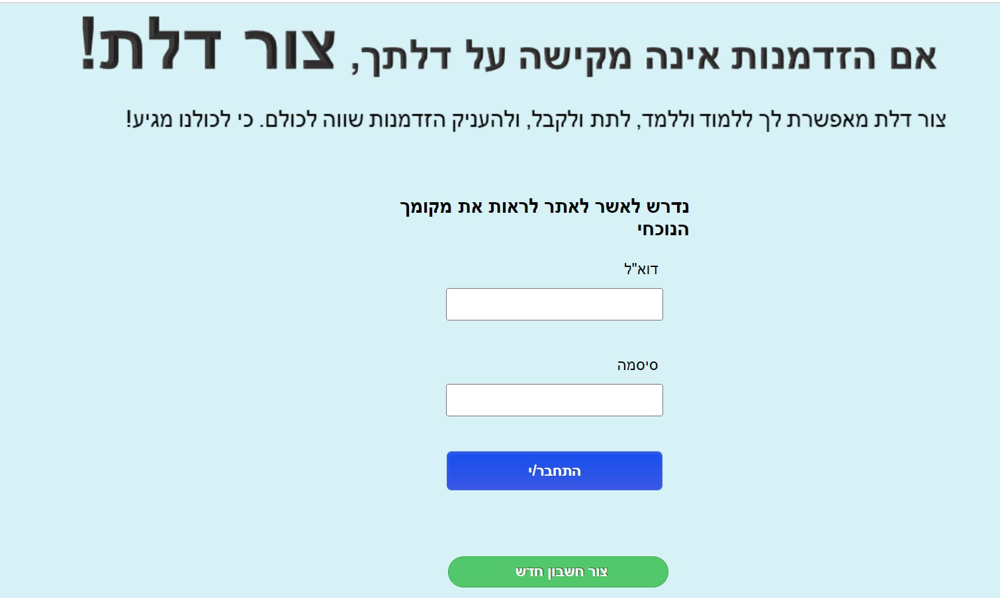 אם הזדמנות אינה מקישה על דלתך, צור דלת!
צור דלת מאפשרת לך ללמוד וללמד, לתת ולקבל, ולהעניק הזדמנות שווה לכולם. כי לכולנו מגיע!
נדרש לאשר לאתר לראות את מקומך
הנוכחי
דוא"ל
סיסמה
התחבר/י
צור חשבון חדש